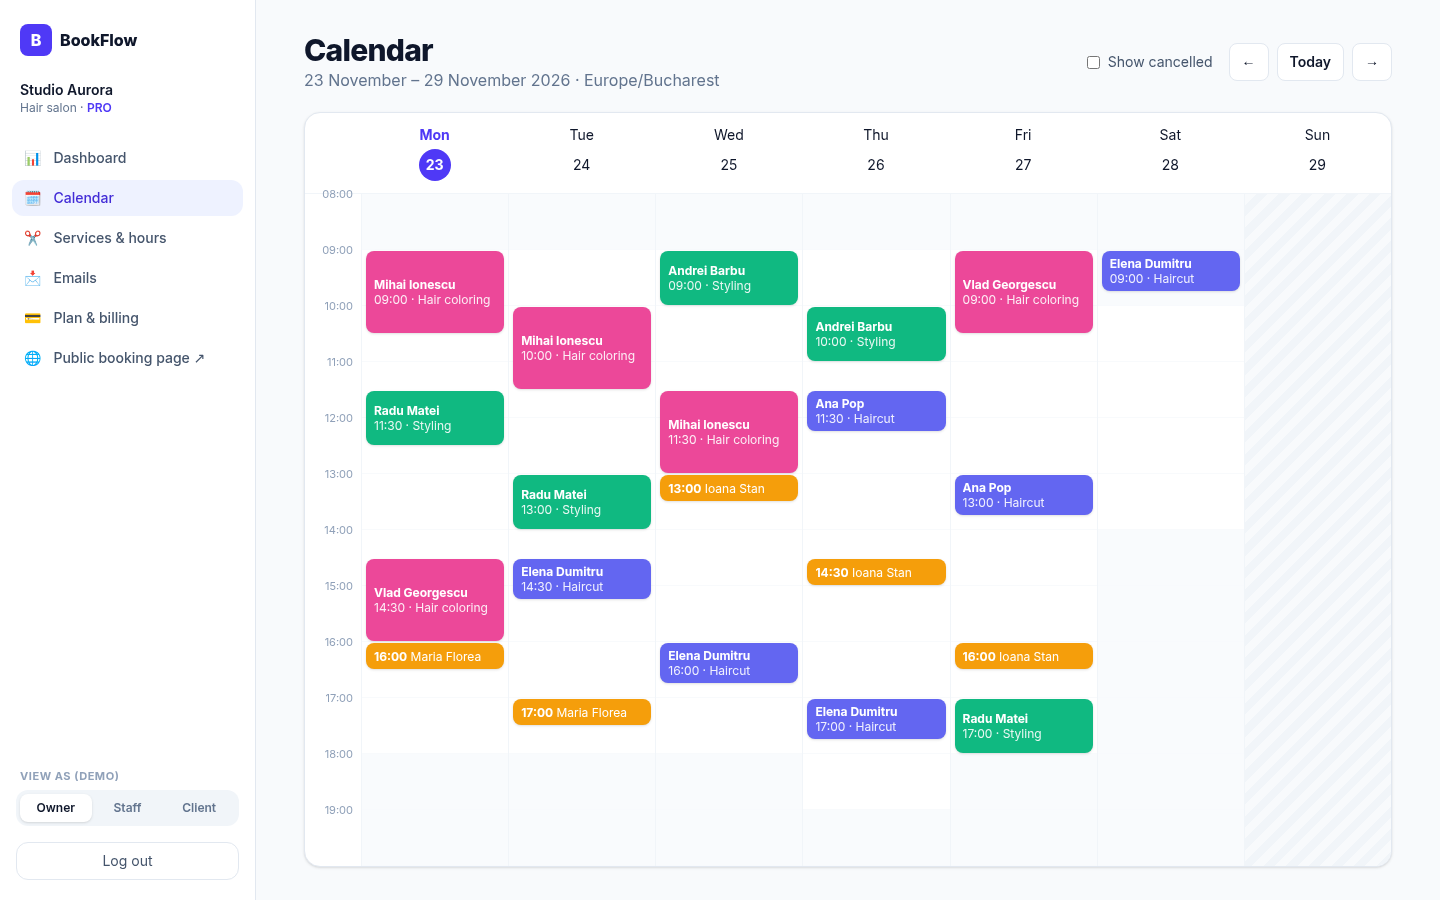 B BookFlow
Studio Aurora
Hair salon · PRO
Dashboard
Calendar
Services & hours
Emails
Plan & billing
Public booking page ↗
VIEW AS (DEMO)
Owner Staff Client
Log out
Calendar
23 November – 29 November 2026 · Europe/Bucharest
Show cancelled ← Today →
Mon Tue Wed Thu Fri Sat Sun
23 24 25 26 27 28 29
08:00
09:00
10:00
11:00
12:00
13:00
14:00
15:00
16:00
17:00
18:00
19:00
Mihai Ionescu
09:00 · Hair coloring
Radu Matei
11:30 · Styling
Vlad Georgescu
14:30 · Hair coloring
16:00 Maria Florea
Mihai Ionescu
10:00 · Hair coloring
Radu Matei
13:00 · Styling
Elena Dumitru
14:30 · Haircut
17:00 Maria Florea
Andrei Barbu
09:00 · Styling
Mihai Ionescu
11:30 · Hair coloring
13:00 Ioana Stan
Elena Dumitru
16:00 · Haircut
Andrei Barbu
10:00 · Styling
Ana Pop
11:30 · Haircut
14:30 Ioana Stan
Elena Dumitru
17:00 · Haircut
Vlad Georgescu
09:00 · Hair coloring
Ana Pop
13:00 · Haircut
16:00 Ioana Stan
Radu Matei
17:00 · Styling
Elena Dumitru
09:00 · Haircut